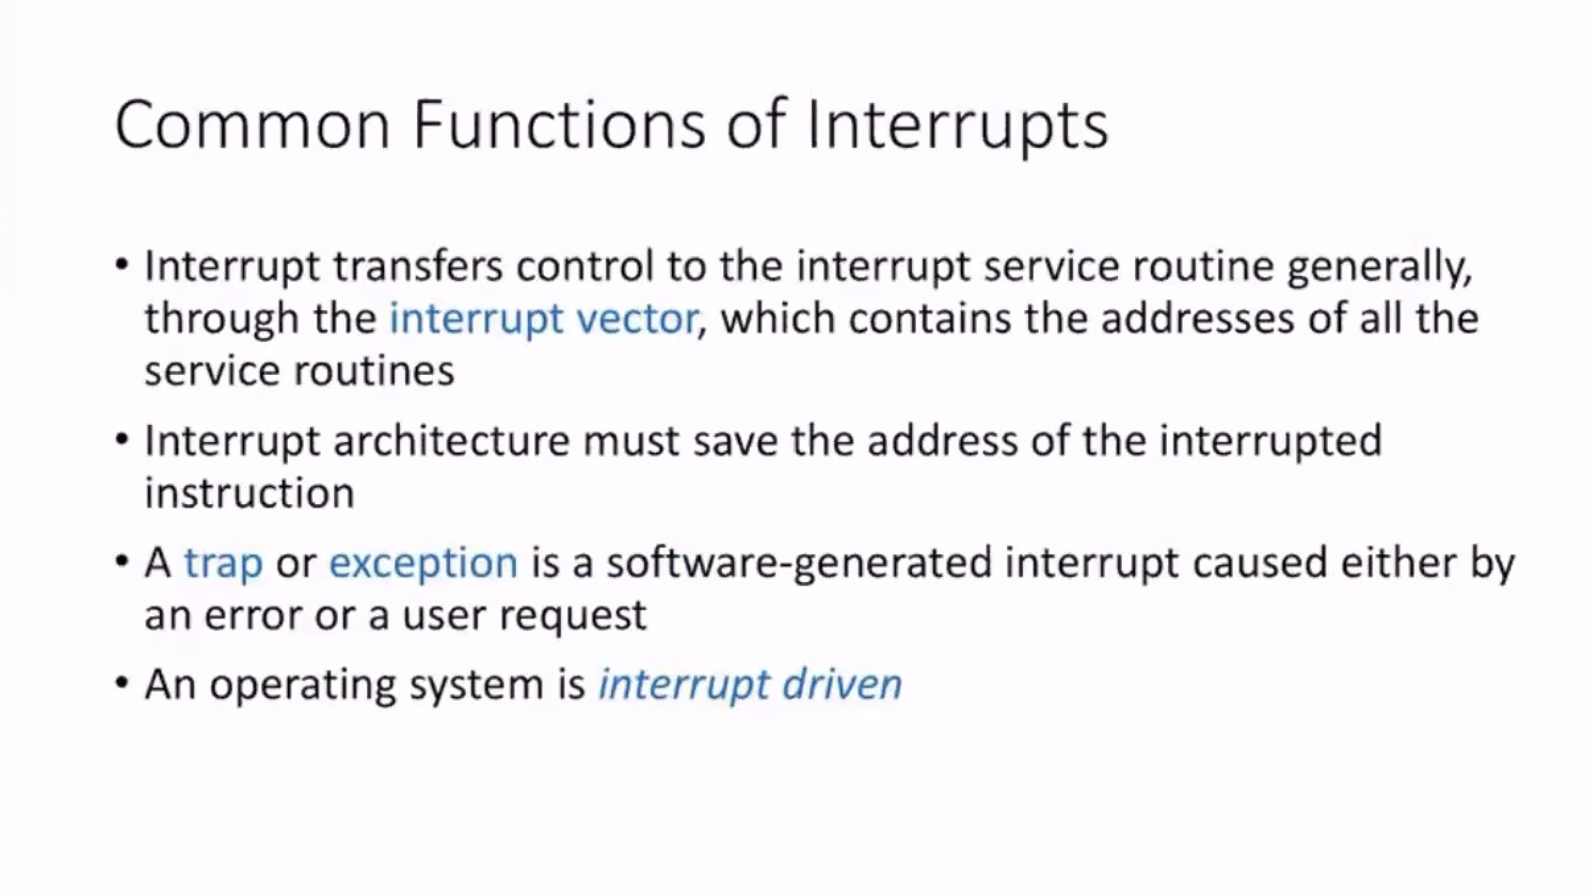 Common Functions of Interrupts
• Interrupt transfers control to the interrupt service routine generally,
through the interrupt vector, which contains the addresses of all the
service routines
• Interrupt architecture must save the address of the interrupted
instruction
• A trap or exception is a software-generated interrupt caused either by
an error or a user request
• An operating system is interrupt driven